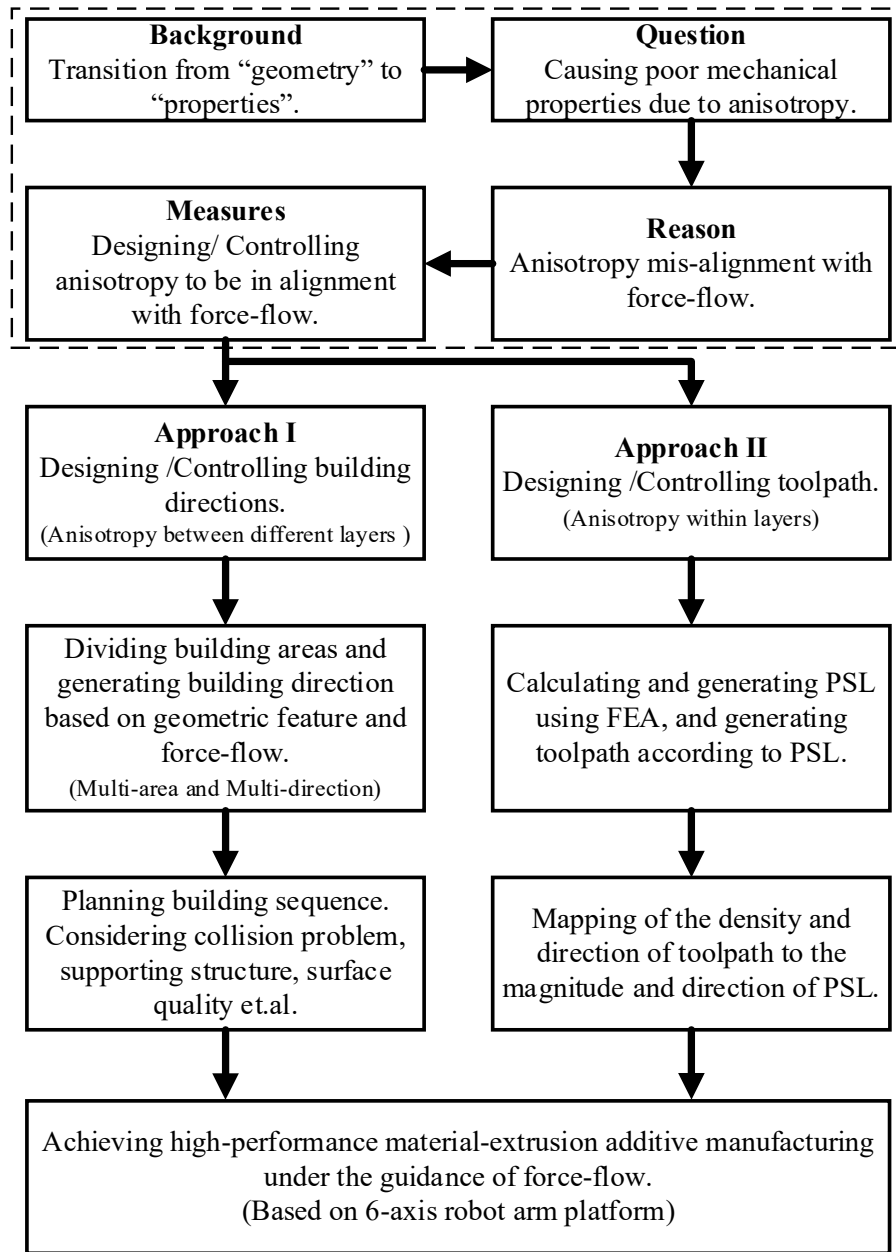 Background
Transition from “geometry” to
“properties”.
Question
Causing poor mechanical
properties due to anisotropy.
Reason
Anisotropy mis-alignment with
force-flow.
Measures
Designing/ Controlling
anisotropy to be in alignment
with force-flow.
Approach I
Designing /Controlling building
directions.
(Anisotropy between different layers )
Approach II
Designing /Controlling toolpath.
(Anisotropy within layers)
Dividing building areas and
generating building direction
based on geometric feature and
force-flow.
(Multi-area and Multi-direction)
Calculating and generating PSL
using FEA, and generating
toolpath according to PSL.
Planning building sequence.
Considering collision problem,
supporting structure, surface
quality et.al.
Mapping of the density and
direction of toolpath to the
magnitude and direction of PSL.
Achieving high-performance material-extrusion additive manufacturing
under the guidance of force-flow.
(Based on 6-axis robot arm platform)